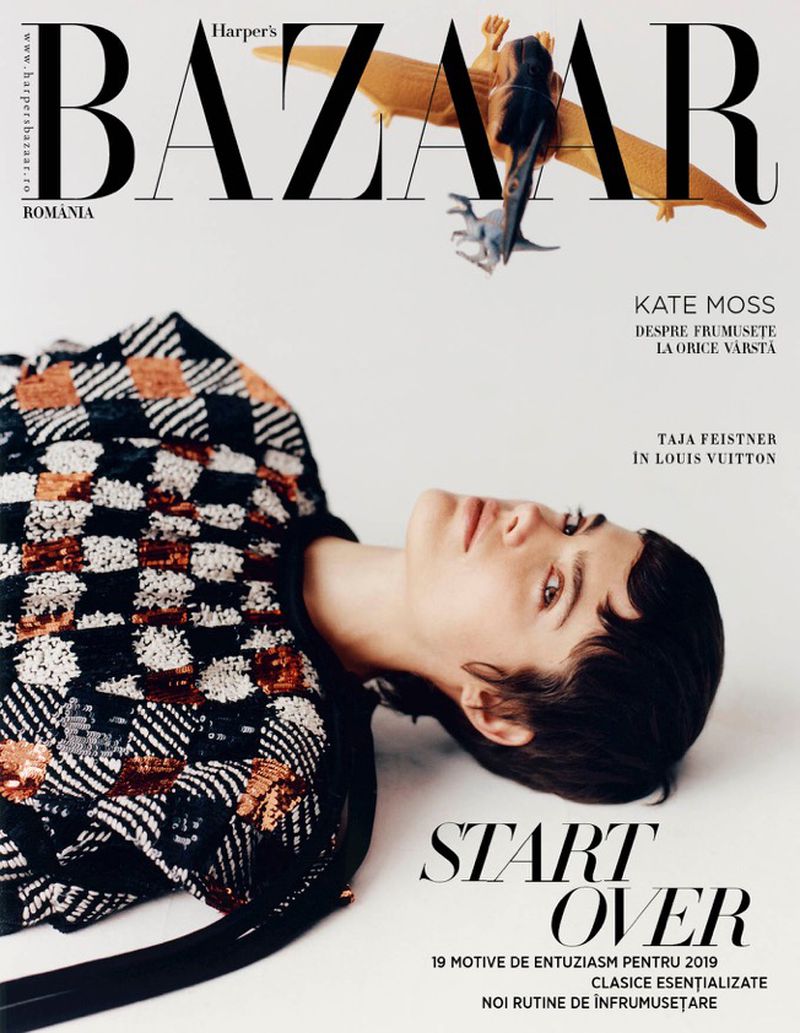 Harper's
BAZAAR
www.harpersbazaar.ro
ROMÂNIA
KATE MOSS
DESPRE FRUMUSEȚE
LA ORICE VÂRSTĂ
TAJA FEISTNER
ÎN LOUIS VUITTON
START
OVER
19 MOTIVE DE ENTUZIASM PENTRU 2019
CLASICE ESENȚIALIZATE
NOI RUTINE DE ÎNFRUMUSEȚARE